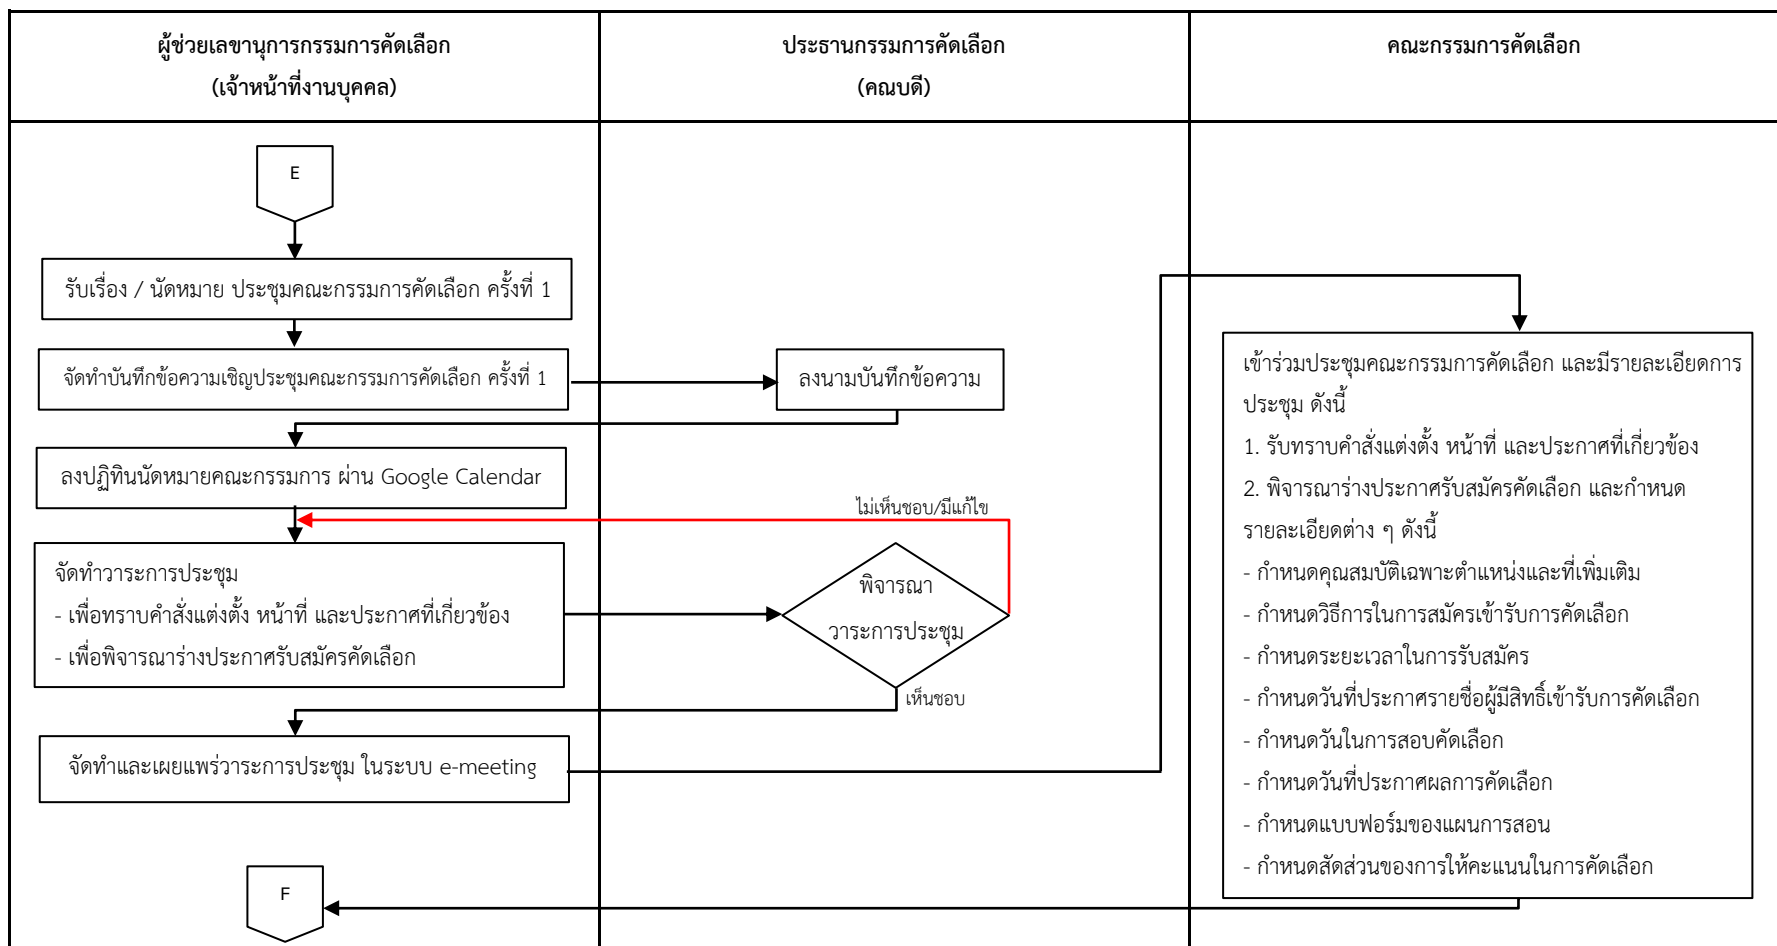 ผู้ช่วยเลขานุการกรรมการคัดเลือก
(เจ้าหน้าที่งานบุคคล)
ประธานกรรมการคัดเลือก
(คณบดี)
คณะกรรมการคัดเลือก
E
รับเรื่อง / นัดหมาย ประชุมคณะกรรมการคัดเลือก ครั้งที่ 1
จัดทำบันทึกข้อความเชิญประชุมคณะกรรมการคัดเลือก ครั้งที่ 1
ลงนามบันทึกข้อความ
ลงปฏิทินนัดหมายคณะกรรมการ ผ่าน Google Calendar
ไม่เห็นชอบ/มีแก้ไข
จัดทำวาระการประชุม
- เพื่อทราบคำสั่งแต่งตั้ง หน้าที่ และประกาศที่เกี่ยวข้อง
- เพื่อพิจารณาร่างประกาศรับสมัครคัดเลือก
พิจารณา
วาระการประชุม
เห็นชอบ
จัดทำและเผยแพร่วาระการประชุม ในระบบ e-meeting
เข้าร่วมประชุมคณะกรรมการคัดเลือก และมีรายละเอียดการ
ประชุม ดังนี้
1. รับทราบคำสั่งแต่งตั้ง หน้าที่ และประกาศที่เกี่ยวข้อง
2. พิจารณาร่างประกาศรับสมัครคัดเลือก และกำหนด
รายละเอียดต่าง ๆ ดังนี้
- กำหนดคุณสมบัติเฉพาะตำแหน่งและที่เพิ่มเติม
- กำหนดวิธีการในการสมัครเข้ารับการคัดเลือก
- กำหนดระยะเวลาในการรับสมัคร
- กำหนดวันที่ประกาศรายชื่อผู้มีสิทธิ์เข้ารับการคัดเลือก
- กำหนดวันในการสอบคัดเลือก
- กำหนดวันที่ประกาศผลการคัดเลือก
- กำหนดแบบฟอร์มของแผนการสอน
- กำหนดสัดส่วนของการให้คะแนนในการคัดเลือก
F